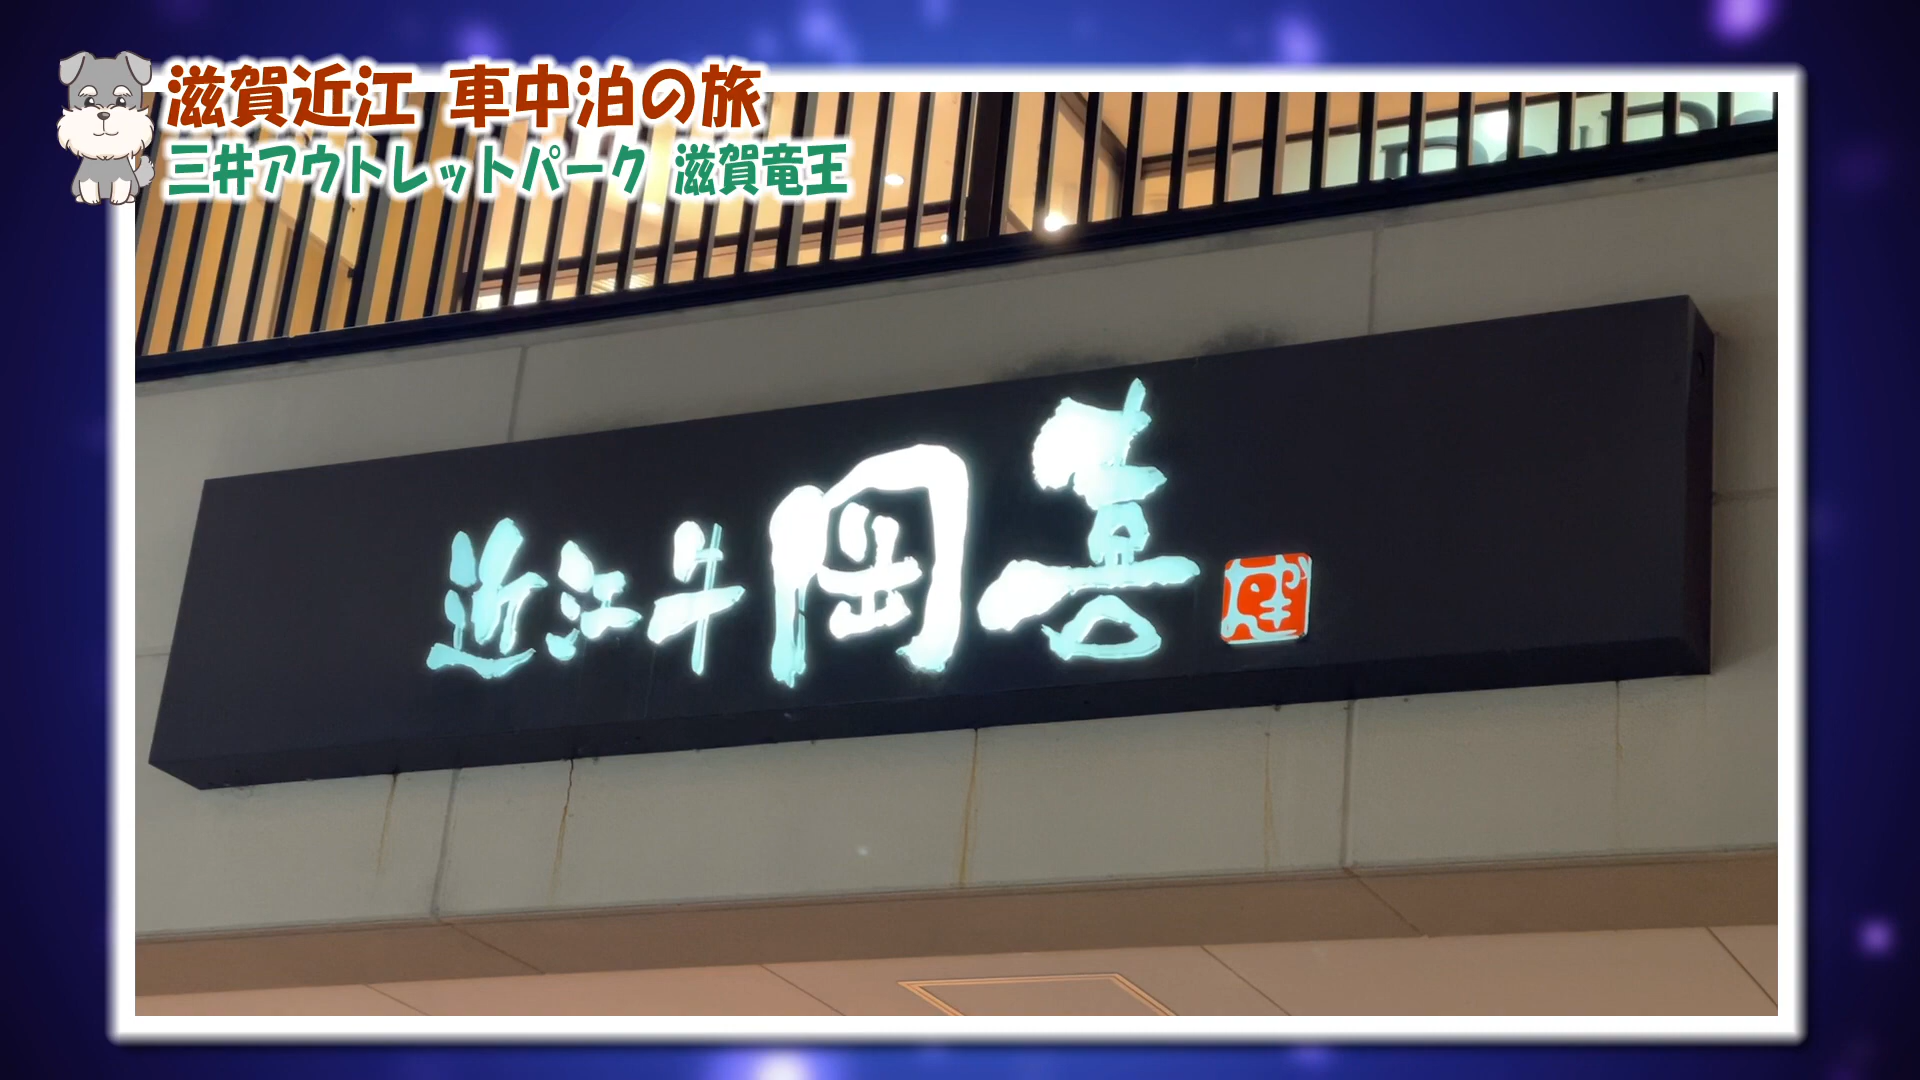 滋賀近江 車中泊の旅
三井アウトレットパーク 滋賀竜王
近江牛 岡喜